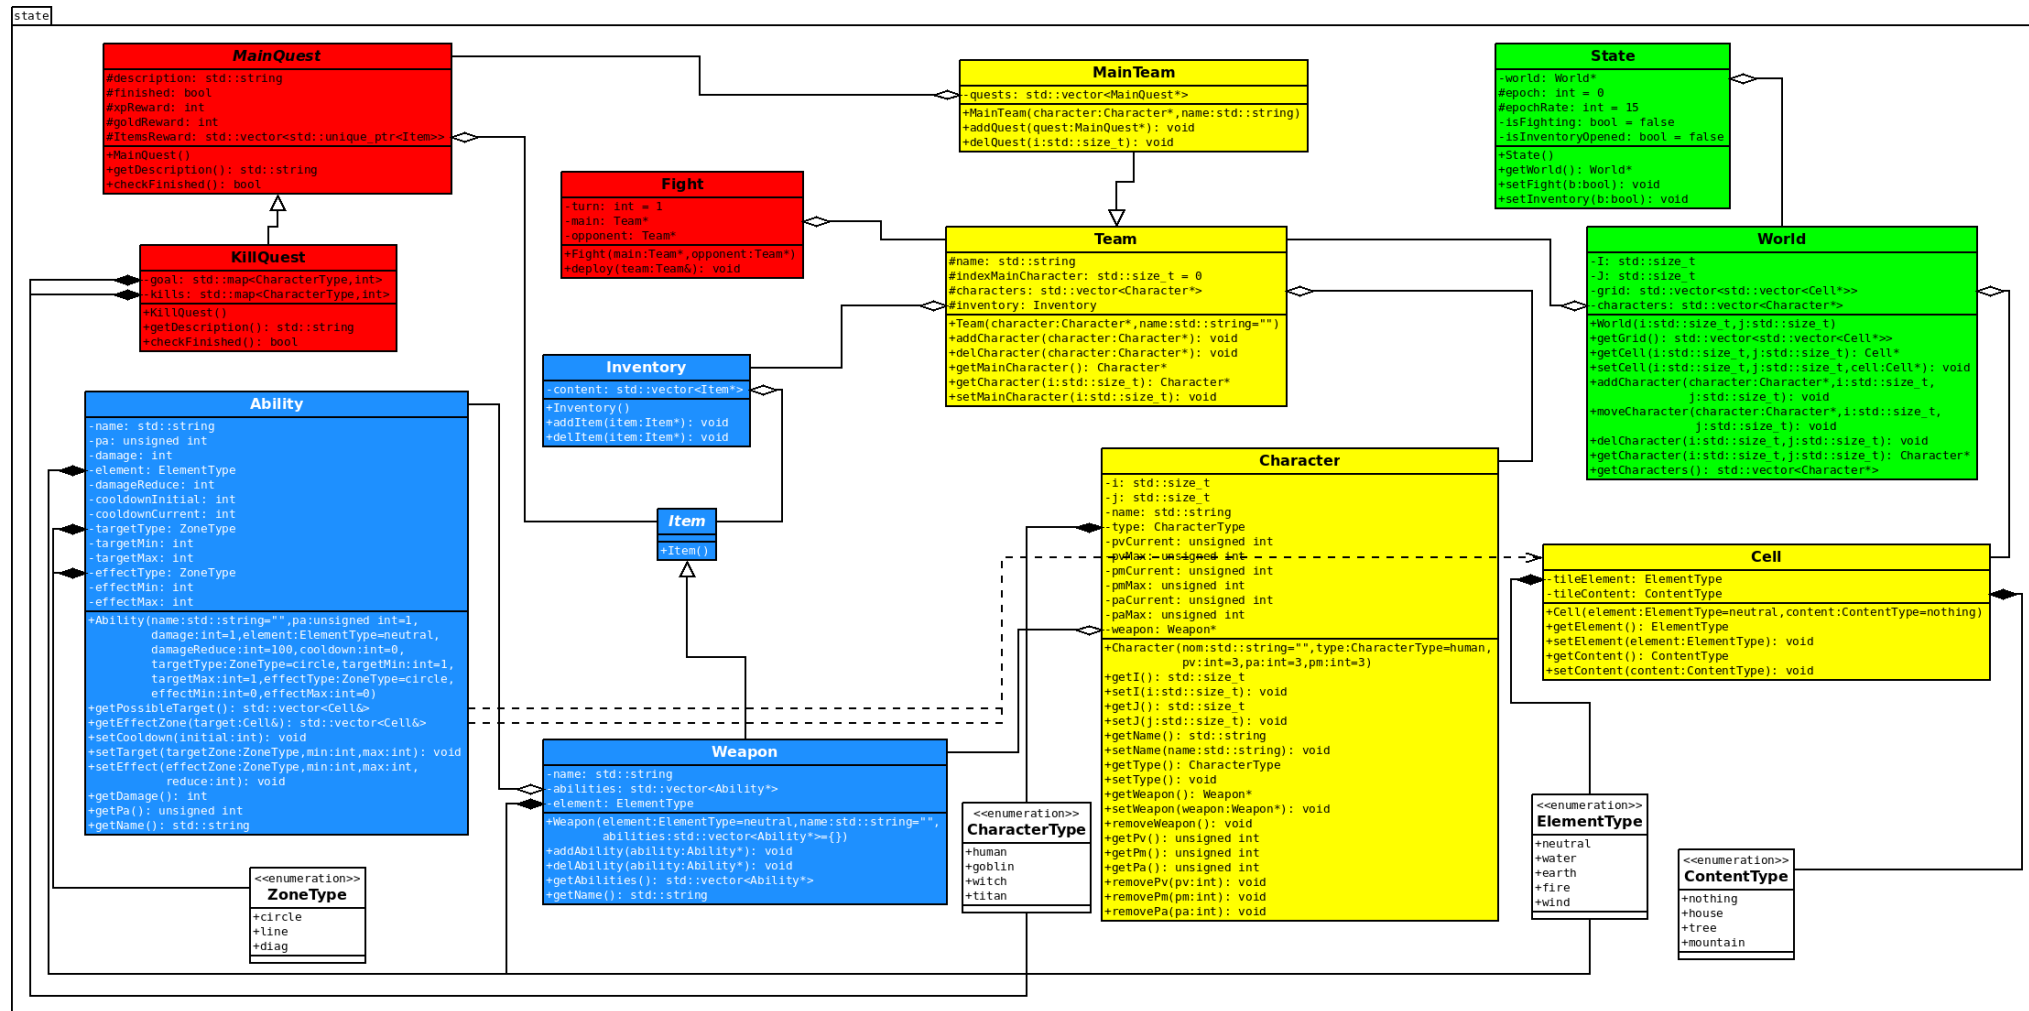 state
MainQuest
#description: std::string
#finished: bool
#xpReward: int
#goldReward: int
#ItemsReward: std::vector<std::unique_ptr<Item>>
+MainQuest()
+getDescription(): std::string
+checkFinished(): bool
MainTeam
-quests: std::vector<MainQuest*>
+MainTeam(character:Character*,name:std::string)
+addQuest(quest:MainQuest*): void
+delQuest(i:std::size_t): void
State
-world: World*
#epoch: int = 0
#epochRate: int = 15
-isFighting: bool = false
-isInventoryOpened: bool = false
+State()
+getWorld(): World*
+setFight(b:bool): void
+setInventory(b:bool): void
Fight
-turn: int = 1
-main: Team*
-opponent: Team*
+Fight(main:Team*,opponent:Team*)
+deploy(team:Team&): void
KillQuest
-goal: std::map<CharacterType,int>
-kills: std::map<CharacterType,int>
+KillQuest()
+getDescription(): std::string
+checkFinished(): bool
Team
#name: std::string
#indexMainCharacter: std::size_t = 0
#characters: std::vector<Character*>
#inventory: Inventory
+Team(character:Character*,name:std::string="")
+addCharacter(character:Character*): void
+delCharacter(character:Character*): void
+getMainCharacter(): Character*
+getCharacter(i:std::size_t): Character*
+setMainCharacter(i:std::size_t): void
World
-I: std::size_t
-J: std::size_t
-grid: std::vector<std::vector<Cell*>>
-characters: std::vector<Character*>
+World(i:std::size_t,j:std::size_t)
+getGrid(): std::vector<std::vector<Cell*>>
+getCell(i:std::size_t,j:std::size_t): Cell*
+setCell(i:std::size_t,j:std::size_t,cell:Cell*): void
+addCharacter(character:Character*,i:std::size_t,
j:std::size_t): void
+moveCharacter(character:Character*,i:std::size_t,
j:std::size_t): void
+delCharacter(i:std::size_t,j:std::size_t): void
+getCharacter(i:std::size_t,j:std::size_t): Character*
+getCharacters(): std::vector<Character*>
Inventory
-content: std::vector<Item*>
+Inventory()
+addItem(item:Item*): void
+delItem(item:Item*): void
Ability
-name: std::string
-pa: unsigned int
-damage: int
-element: ElementType
-damageReduce: int
-cooldownInitial: int
-cooldownCurrent: int
-targetType: ZoneType
-targetMin: int
-targetMax: int
-effectType: ZoneType
-effectMin: int
-effectMax: int
+Ability(name:std::string="",pa:unsigned int=1,
damage:int=1,element:ElementType=neutral,
damageReduce:int=100,cooldown:int=0,
targetType:ZoneType=circle,targetMin:int=1,
targetMax:int=1,effectType:ZoneType=circle,
effectMin:int=0,effectMax:int=0)
+getPossibleTarget(): std::vector<Cell&>
+getEffectZone(target:Cell&): std::vector<Cell&>
+setCooldown(initial:int): void
+setTarget(targetZone:ZoneType,min:int,max:int): void
+setEffect(effectZone:ZoneType,min:int,max:int,
reduce:int): void
+getDamage(): int
+getPa(): unsigned int
+getName(): std::string
Item
+Item()
Character
-i: std::size_t
-j: std::size_t
-name: std::string
-type: CharacterType
-pvCurrent: unsigned int
-pvMax: unsigned int
-pmCurrent: unsigned int
-pmMax: unsigned int
-paCurrent: unsigned int
-paMax: unsigned int
-weapon: Weapon*
+Character(nom:std::string="",type:CharacterType=human,
pv:int=3,pa:int=3,pm:int=3)
+getI(): std::size_t
+setI(i:std::size_t): void
+getJ(): std::size_t
+setJ(j:std::size_t): void
+getName(): std::string
+setName(name:std::string): void
+getType(): CharacterType
+setType(): void
+getWeapon(): Weapon*
+setWeapon(weapon:Weapon*): void
+removeWeapon(): void
+getPv(): unsigned int
+getPm(): unsigned int
+getPa(): unsigned int
+removePv(pv:int): void
+removePm(pm:int): void
+removePa(pa:int): void
Cell
-tileElement: ElementType
-tileContent: ContentType
+Cell(element:ElementType=neutral,content:ContentType=nothing)
+getElement(): ElementType
+setElement(element:ElementType): void
+getContent(): ContentType
+setContent(content:ContentType): void
Weapon
-name: std::string
-abilities: std::vector<Ability*>
-element: ElementType
+Weapon(element:ElementType=neutral,name:std::string="",
abilities:std::vector<Ability*>={})
+addAbility(ability:Ability*): void
+delAbility(ability:Ability*): void
+getAbilities(): std::vector<Ability*>
+getName(): std::string
<<enumeration>>
CharacterType
+human
+goblin
+witch
+titan
<<enumeration>>
ElementType
+neutral
+water
+earth
+fire
+wind
<<enumeration>>
ContentType
+nothing
+house
+tree
+mountain
<<enumeration>>
ZoneType
+circle
+line
+diag